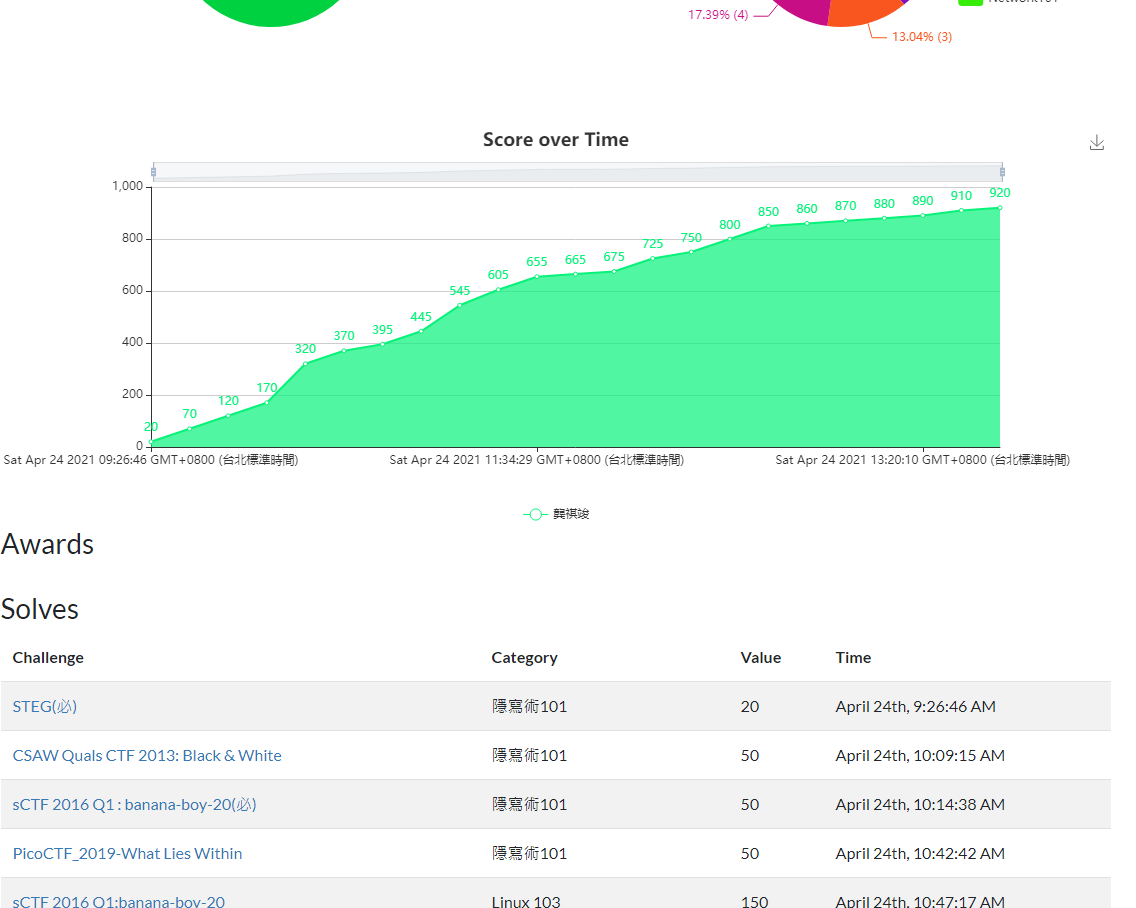 Network101
17.39% (4)
13.04% (3)
Score over Time
1,000
800
600
400
200
0
20
70
120
170
320
370
395
445
545
605
655
665
675
725
750
800
850
860
870
880
890
910
920
Sat Apr 24 2021 09:26:46 GMT+0800 (台北標準時間)
Sat Apr 24 2021 11:34:29 GMT+0800 (台北標準時間)
Sat Apr 24 2021 13:20:10 GMT+0800 (台北標準時間)
龔祺竣
Awards
Solves
Challenge Category Value Time
STEG(必) 隱寫術101 20 April 24th, 9:26:46 AM
CSAW Quals CTF 2013: Black & White 隱寫術101 50 April 24th, 10:09:15 AM
sCTF 2016 Q1 : banana-boy-20(必) 隱寫術101 50 April 24th, 10:14:38 AM
PicoCTF_2019-What Lies Within 隱寫術101 50 April 24th, 10:42:42 AM
sCTF 2016 Q1:banana-boy-20 Linux 103 150 April 24th, 10:47:17 AM